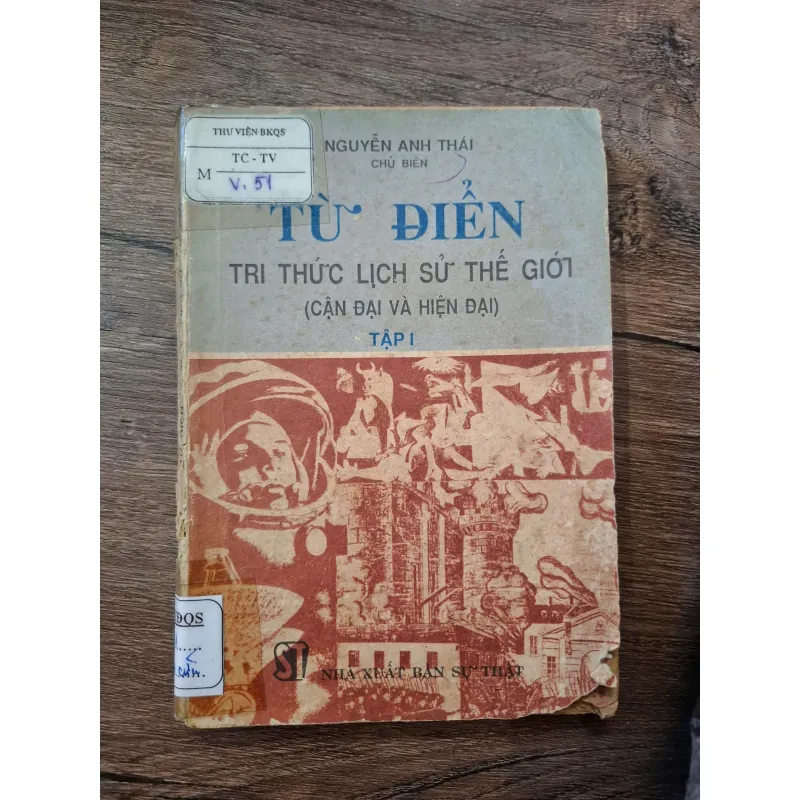 THƯ VIỆN BKQS
TC - TV
M V. 51
NGUYỄN ANH THÁI
CHỦ BIÊN
TỪ ĐIỂN
TRI THỨC LỊCH SỬ THẾ GIỚI
(CẬN ĐẠI VÀ HIỆN ĐẠI)
TẬP I
ĐQS
ST
NHÀ XUẤT BẢN SỰ THẬT